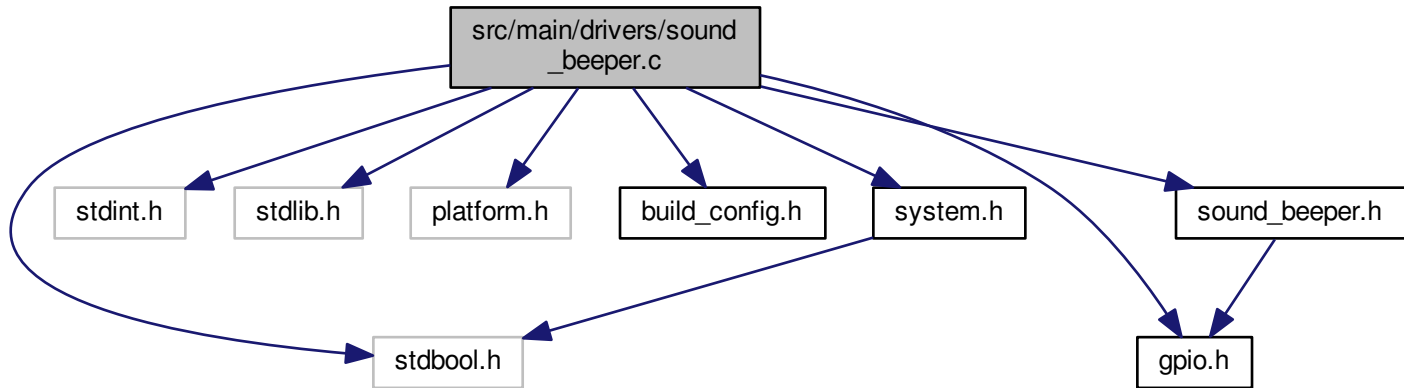 src/main/drivers/sound
_beeper.c
stdint.h
stdlib.h
platform.h
build_config.h
system.h
sound_beeper.h
stdbool.h
gpio.h